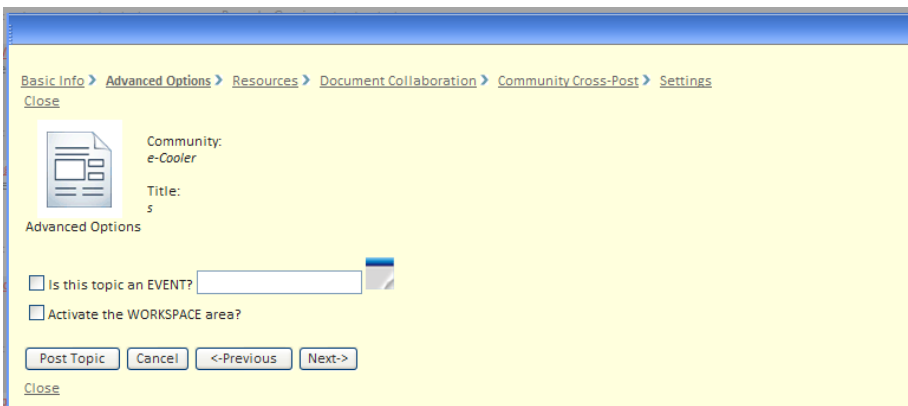 Basic Info > Advanced Options > Resources > Document Collaboration > Community Cross-Post > Settings
Close
Community:
e-Cooler
Title:
s
Advanced Options
Is this topic an EVENT?
Activate the WORKSPACE area?
Post Topic Cancel <-Previous Next->
Close